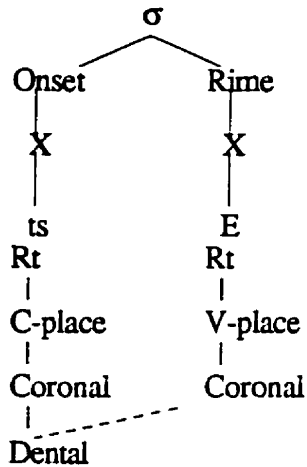 σ
Onset Rime
X X
ts E
Rt Rt
C-place V-place
Coronal Coronal
Dental